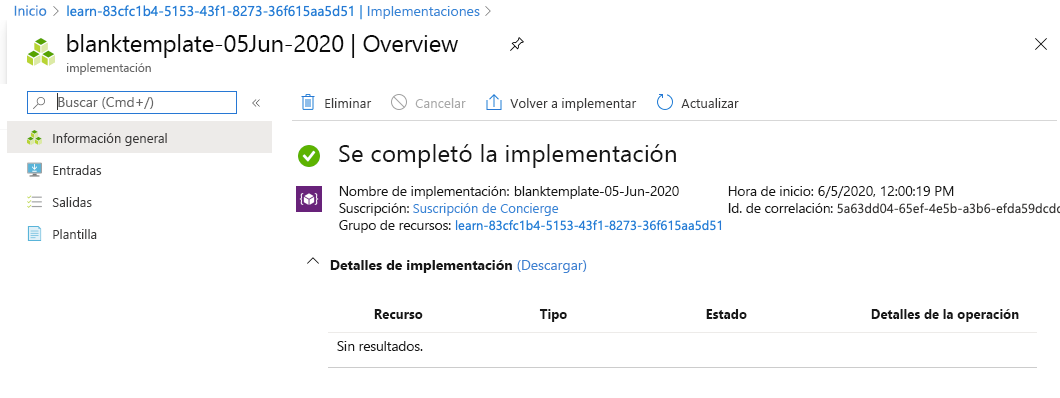 Inicio > learn-83cfc1b4-5153-43f1-8273-36f615aa5d51 | Implementaciones >
blanktemplate-05Jun-2020 | Overview
implementación
Buscar (Cmd+/)
«
Información general
Entradas
Salidas
Plantilla
Eliminar Cancelar Volver a implementar Actualizar
Se completó la implementación
Nombre de implementación: blanktemplate-05-Jun-2020
Suscripción: Suscripción de Concierge
Grupo de recursos: learn-83cfc1b4-5153-43f1-8273-36f615aa5d51
Hora de inicio: 6/5/2020, 12:00:19 PM
Id. de correlación: 5a63dd04-65ef-4e5b-a3b6-efda59dcdc
Detalles de implementación (Descargar)
Recurso Tipo Estado Detalles de la operación
Sin resultados.